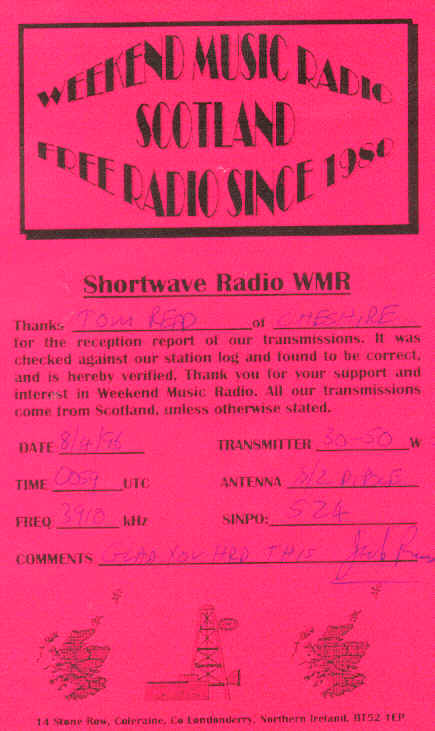 WEEKEND MUSIC RADIO
SCOTLAND
FREE RADIO SINCE 1980
Shortwave Radio WMR
Thanks TOM READ of CHESHIRE
for the reception report of our transmissions. It was
checked against our station log and found to be correct,
and is hereby verified. Thank you for your support and
interest in Weekend Music Radio. All our transmissions
come from Scotland, unless otherwise stated.
DATE 8/4/96 TRANSMITTER 30-50 W
TIME 0059 UTC ANTENNA DIPOLE
FREQ 3910 kHz SINPO: 524
COMMENTS GLAD YOU HRD THIS Jack
14 Stone Row, Coleraine, Co Londonderry, Northern Ireland, BT52 1EP